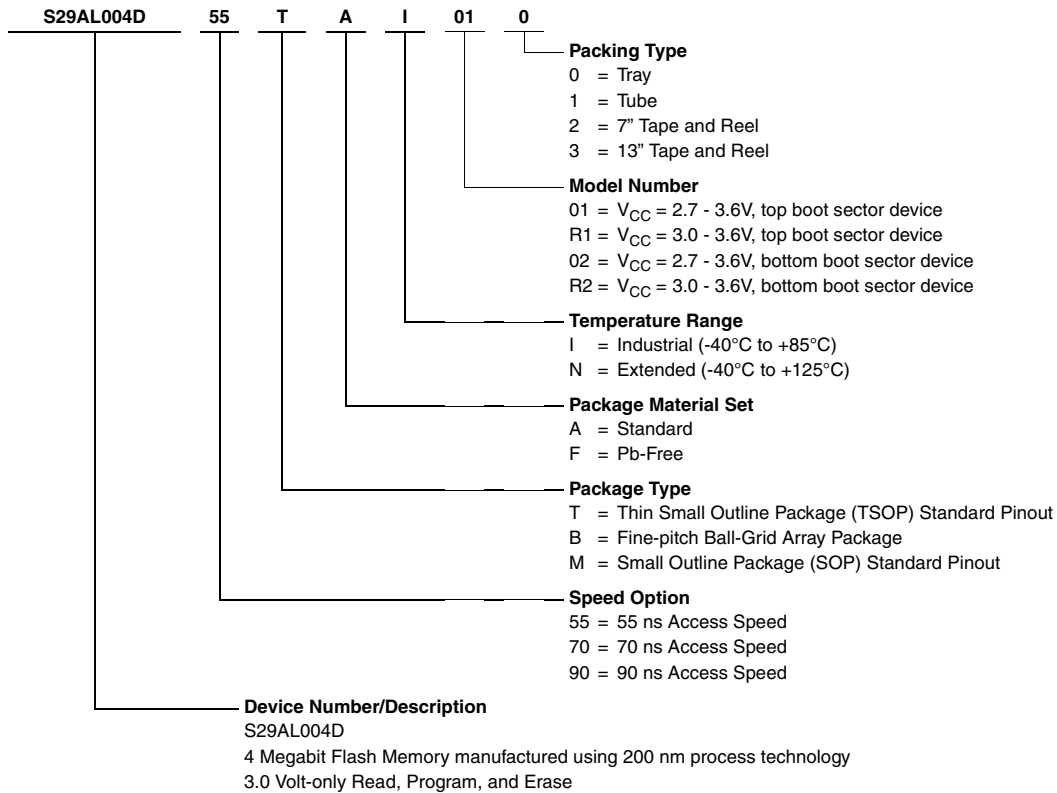 S29AL004D 55 T A I 01 0
Packing Type
0 = Tray
1 = Tube
2 = 7” Tape and Reel
3 = 13” Tape and Reel
Model Number
01 = VCC = 2.7 - 3.6V, top boot sector device
R1 = VCC = 3.0 - 3.6V, top boot sector device
02 = VCC = 2.7 - 3.6V, bottom boot sector device
R2 = VCC = 3.0 - 3.6V, bottom boot sector device
Temperature Range
I = Industrial (-40°C to +85°C)
N = Extended (-40°C to +125°C)
Package Material Set
A = Standard
F = Pb-Free
Package Type
T = Thin Small Outline Package (TSOP) Standard Pinout
B = Fine-pitch Ball-Grid Array Package
M = Small Outline Package (SOP) Standard Pinout
Speed Option
55 = 55 ns Access Speed
70 = 70 ns Access Speed
90 = 90 ns Access Speed
Device Number/Description
S29AL004D
4 Megabit Flash Memory manufactured using 200 nm process technology
3.0 Volt-only Read, Program, and Erase